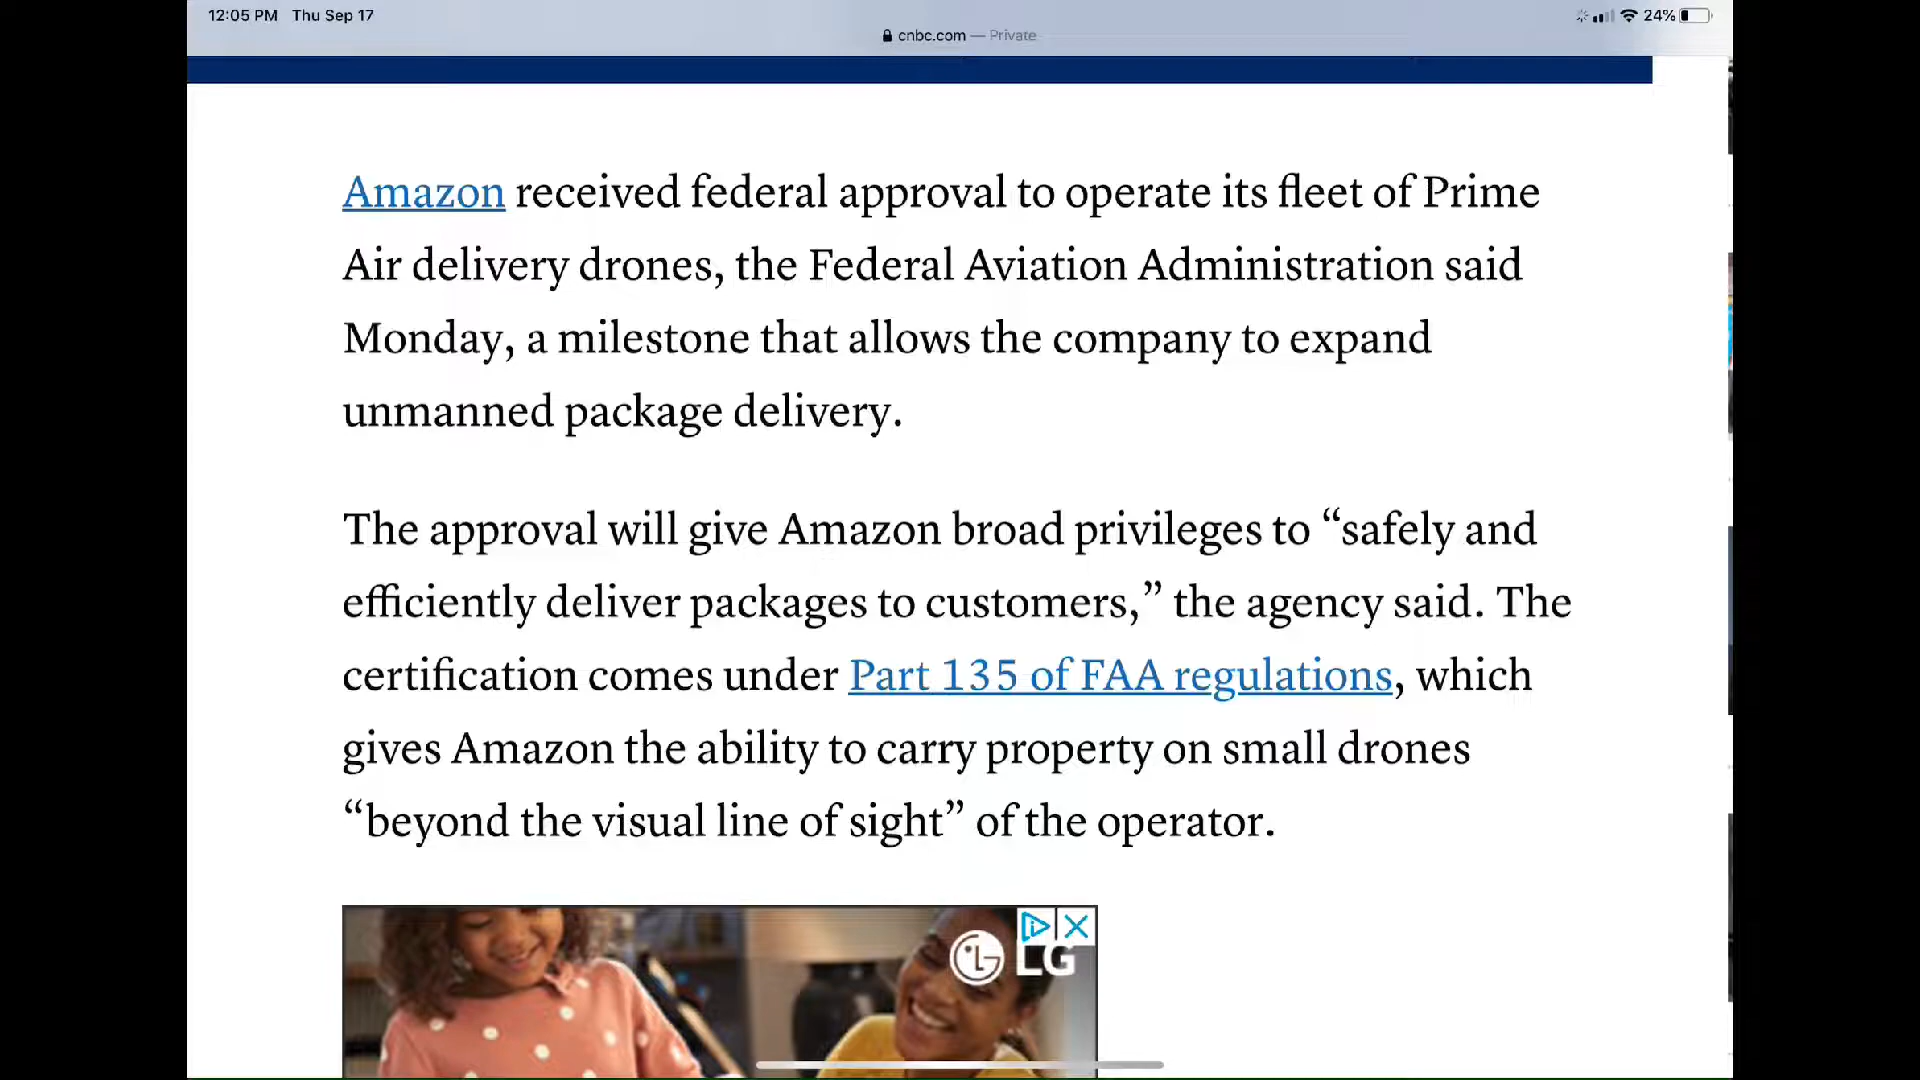 12:05 PM Thu Sep 17
24%
cnbc.com — Private
Amazon received federal approval to operate its fleet of Prime
Air delivery drones, the Federal Aviation Administration said
Monday, a milestone that allows the company to expand
unmanned package delivery.
The approval will give Amazon broad privileges to “safely and
efficiently deliver packages to customers,” the agency said. The
certification comes under Part 135 of FAA regulations, which
gives Amazon the ability to carry property on small drones
“beyond the visual line of sight” of the operator.
LG